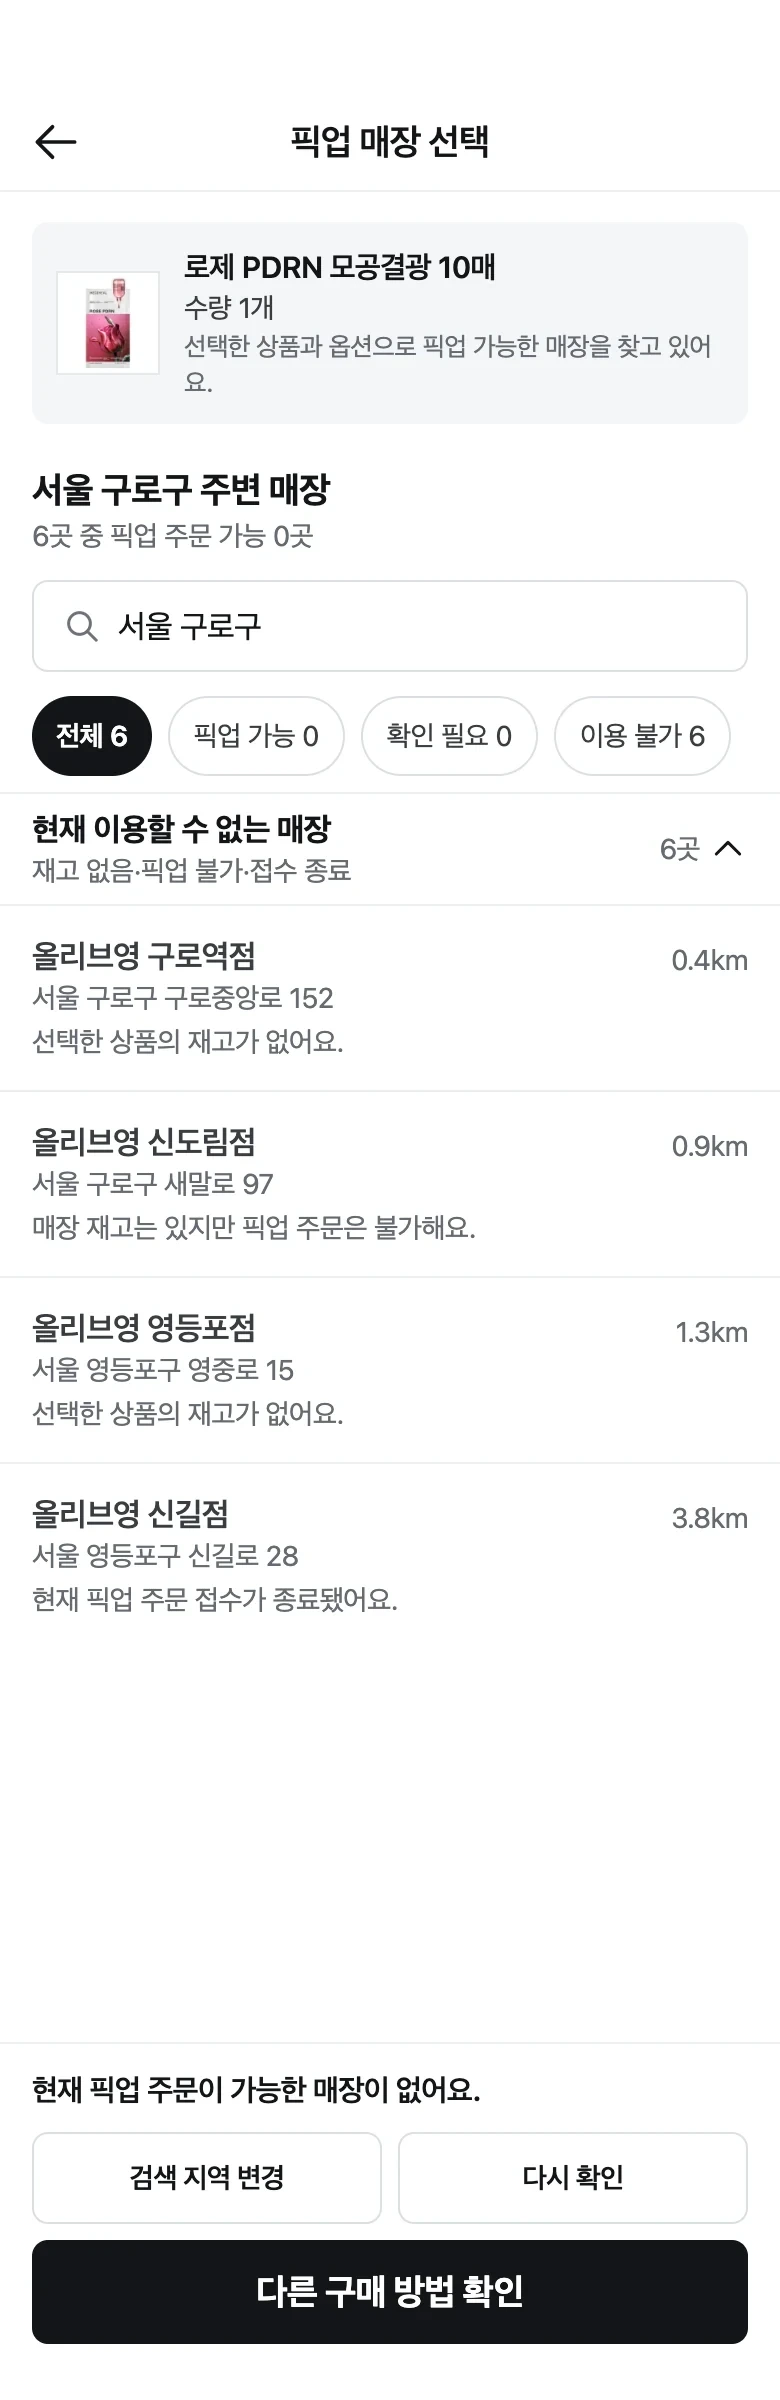 픽업 매장 선택
로제 PDRN 모공결광 10매
수량 1개
선택한 상품과 옵션으로 픽업 가능한 매장을 찾고 있어
요.
서울 구로구 주변 매장
6곳 중 픽업 주문 가능 0곳
서울 구로구
전체 6 픽업 가능 0 확인 필요 0 이용 불가 6
현재 이용할 수 없는 매장
재고 없음·픽업 불가·접수 종료
6곳
올리브영 구로역점
0.4km
서울 구로구 구로중앙로 152
선택한 상품의 재고가 없어요.
올리브영 신도림점
0.9km
서울 구로구 새말로 97
매장 재고는 있지만 픽업 주문은 불가해요.
올리브영 영등포점
1.3km
서울 영등포구 영중로 15
선택한 상품의 재고가 없어요.
올리브영 신길점
3.8km
서울 영등포구 신길로 28
현재 픽업 주문 접수가 종료됐어요.
현재 픽업 주문이 가능한 매장이 없어요.
검색 지역 변경 다시 확인
다른 구매 방법 확인